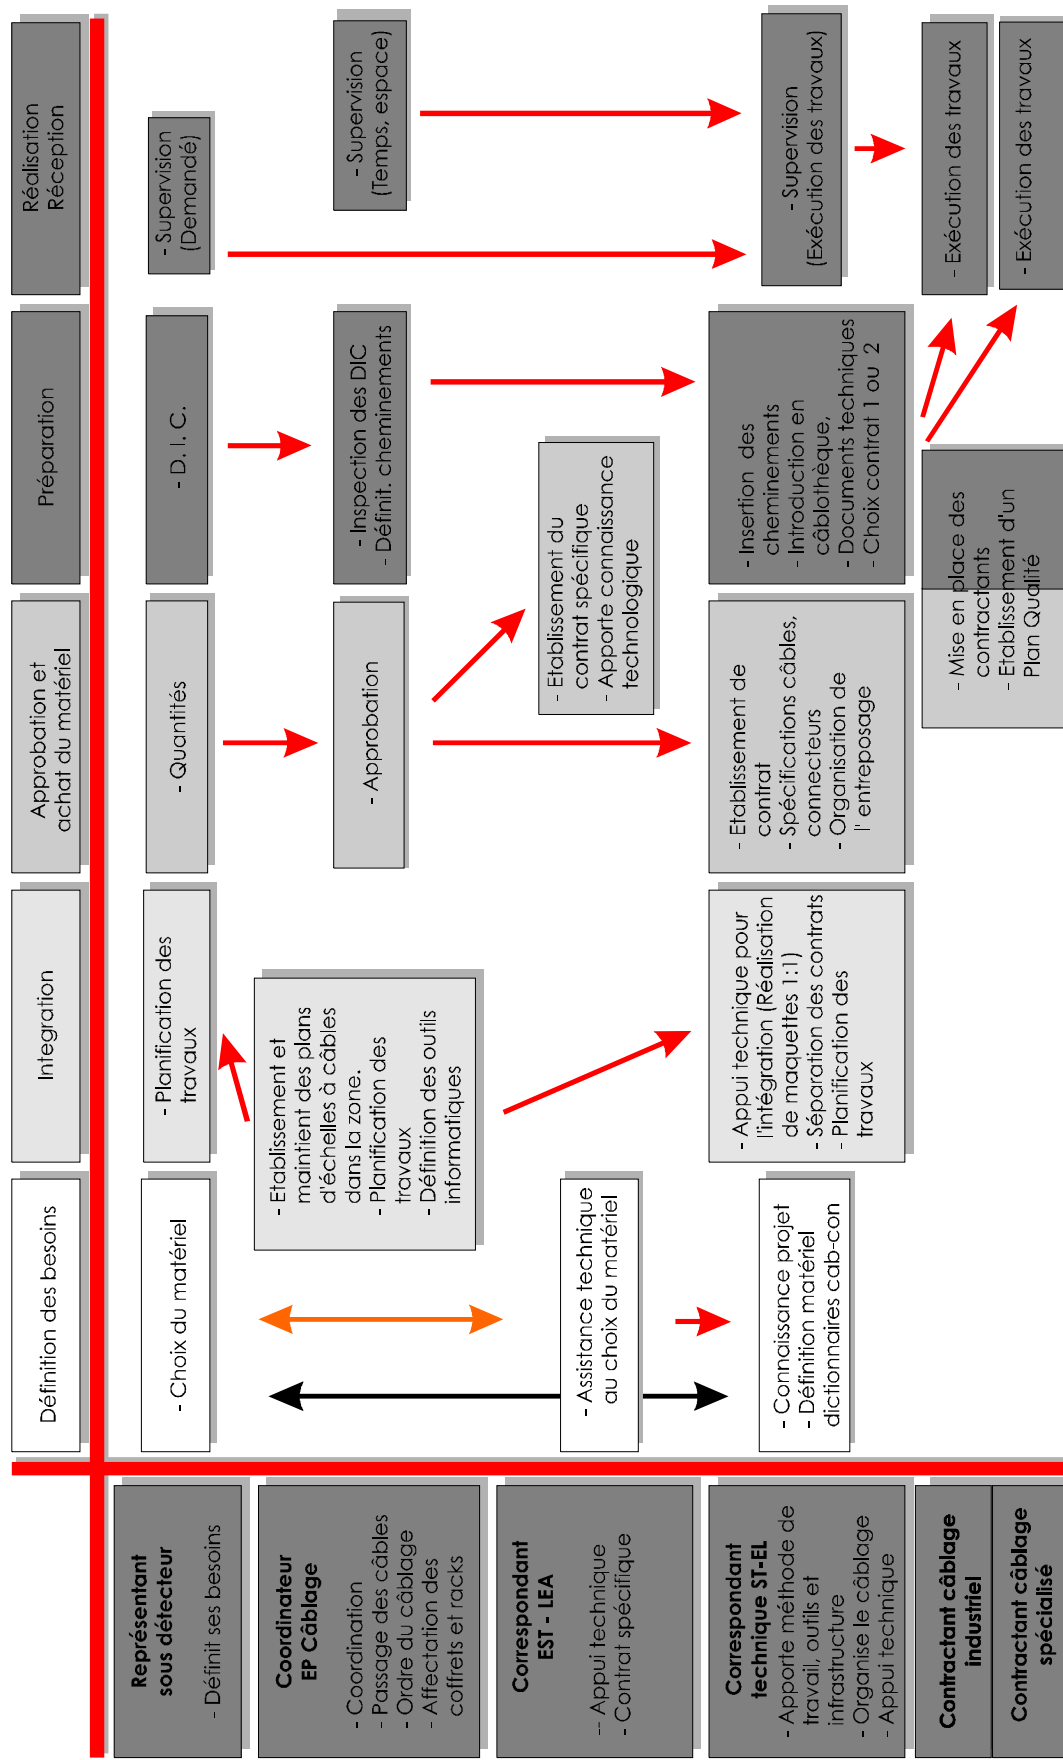 Définition des besoins
Integration
Approbation et
achat du matériel
Préparation
Réalisation
Réception
Représentant
sous détecteur
- Définit ses besoins
- Choix du matériel
- Planification des
travaux
- Quantités
- D. I. C.
- Supervision
(Demandé)
Coordinateur
EP Câblage
- Coordination
- Passage des câbles
- Ordre du câblage
- Affectation des
coffrets et racks
- Etablissement et
maintient des plans
d'échelles à câbles
dans la zone.
- Planification des
travaux
- Définition des outils
informatiques
- Approbation
- Inspection des DIC
- Définit. cheminements
- Supervision
(Temps, espace)
Correspondant
EST - LEA
-- Appui technique
- Contrat spécifique
- Assistance technique
au choix du matériel
- Etablissement du
contrat spécifique
- Apporte connaissance
technologique
Correspondant
technique ST-EL
- Apporte méthode de
travail, outils et
infrastructure
- Organise le câblage
- Appui technique
- Connaissance projet
- Définition matériel
dictionnaires cab-con
- Appui technique pour
l'intégration (Réalisation
de maquettes 1:1)
- Séparation des contrats
- Planification des
travaux
- Etablissement de
contrat
- Spécifications câbles,
connecteurs
- Organisation de
l' entreposage
- Insertion des
cheminements
- Introduction en
câblothèque,
- Documents techniques
- Choix contrat 1 ou 2
- Supervision
(Exécution des travaux)
Contractant câblage
industriel
- Mise en place des
contractants
- Etablissement d'un
Plan Qualité
- Exécution des travaux
Contractant câblage
spécialisé
- Exécution des travaux